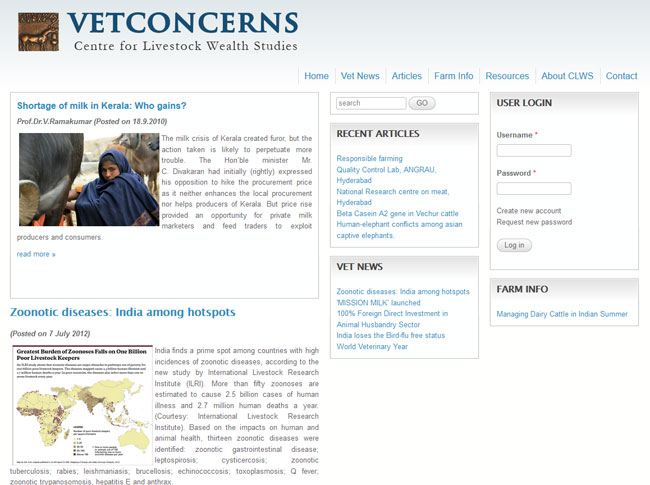 VETCONCERNS
Centre for Livestock Wealth Studies
Home
Vet News
Articles
Farm Info
Resources
About CLWS
Contact
Shortage of milk in Kerala: Who gains?
Prof.Dr.V.Ramakumar (Posted on 18.9.2010)
The milk crisis of Kerala created furor, but the
action taken is likely to perpetuate more
trouble. The Hon'ble minister Mr.
C. Divakaran had initially (rightly) expressed
his opposition to hike the procurement price
as it neither enhances the local procurement
nor helps producers of Kerala. But price rise
provided an opportunity for private milk
marketers and feed traders to exploit
producers and consumers.
read more »
Zoonotic diseases: India among hotspots
(Posted on 7 July 2012)
Greatest Burden of Zoonoses Falls on One Billion
Poor Livestock Keepers
India finds a prime spot among countries with high
incidences of zoonotic diseases, according to the
new study by International Livestock Research
Institute (ILRI). More than fifty zoonoses are
estimated to cause 2.5 billion cases of human
illness and 2.7 million human deaths a year.
(Courtesy: International Livestock Research
Institute). Based on the impacts on human and
animal health, thirteen zoonotic diseases were
identified: zoonotic gastrointestinal disease;
leptospirosis; cysticercosis; zoonotic
tuberculosis; rabies; leishmaniasis; brucellosis; echinococcosis; toxoplasmosis; Q fever;
zoonotic trypanosomosis, hepatitis E and anthrax.
search
GO
RECENT ARTICLES
Responsible farming
Quality Control Lab, ANGRAU,
Hyderabad
National Research centre on meat,
Hyderabad
Beta Casein A2 gene in Vechur cattle
Human-elephant conflicts among asian
captive elephants.
VET NEWS
Zoonotic diseases: India among hotspots
'MISSION MILK' launched
100% Foreign Direct Investment in
Animal Husbandry Sector
India loses the Bird-flu free status
World Veterinary Year
USER LOGIN
Username *
Password *
Create new account
Request new password
Log in
FARM INFO
Managing Dairy Cattle in Indian Summer